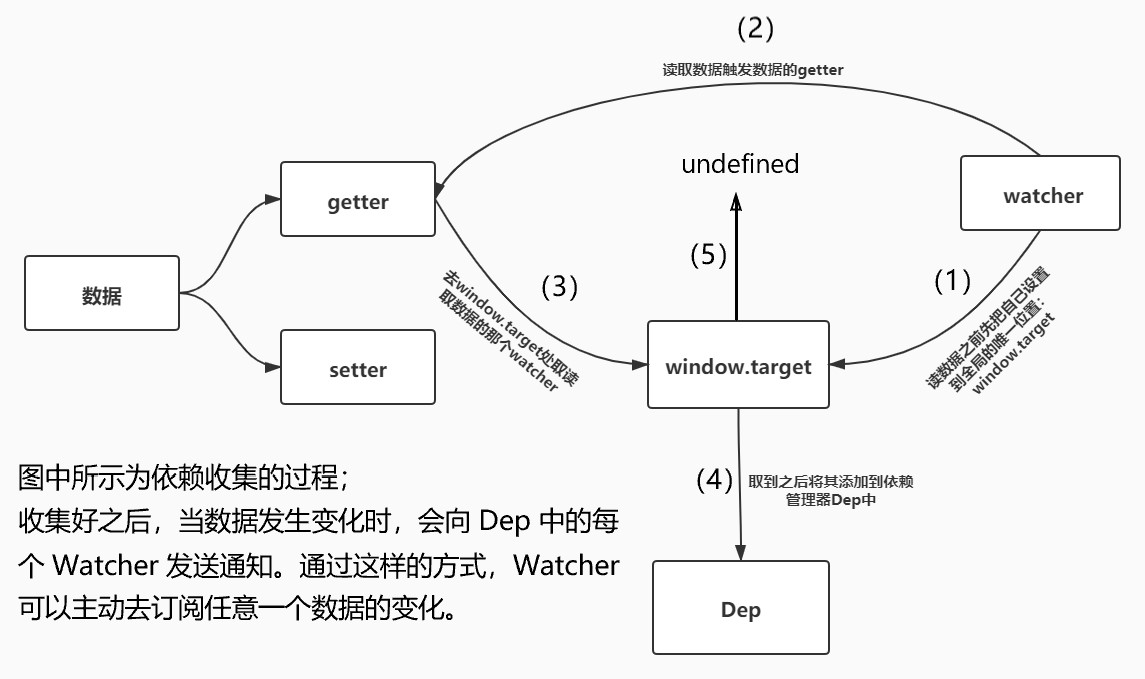 （2）
读取数据触发数据的getter
undefined
getter
watcher
（5）
（3）
（1）
去window.target处取读
取数据的那个watcher
读数据之前先把自己设置
到全局的唯一位置：
window.target
数据
setter
window.target
图中所示为依赖收集的过程；
收集好之后，当数据发生变化时，会向 Dep 中的每
个 Watcher 发送通知。通过这样的方式，Watcher
可以主动去订阅任意一个数据的变化。
（4）
取到之后将其添加到依赖
管理器Dep中
Dep